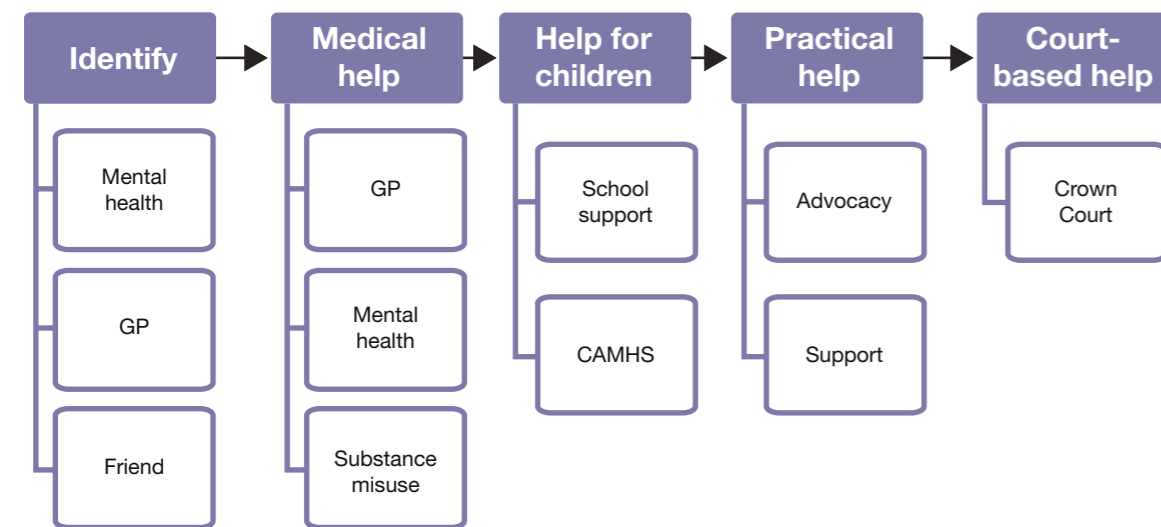 Identify
Medical
help
Help for
children
Practical
help
Court-
based help
Mental
health
GP
Friend
GP
Mental
health
Substance
misuse
School
support
CAMHS
Advocacy
Support
Crown
Court